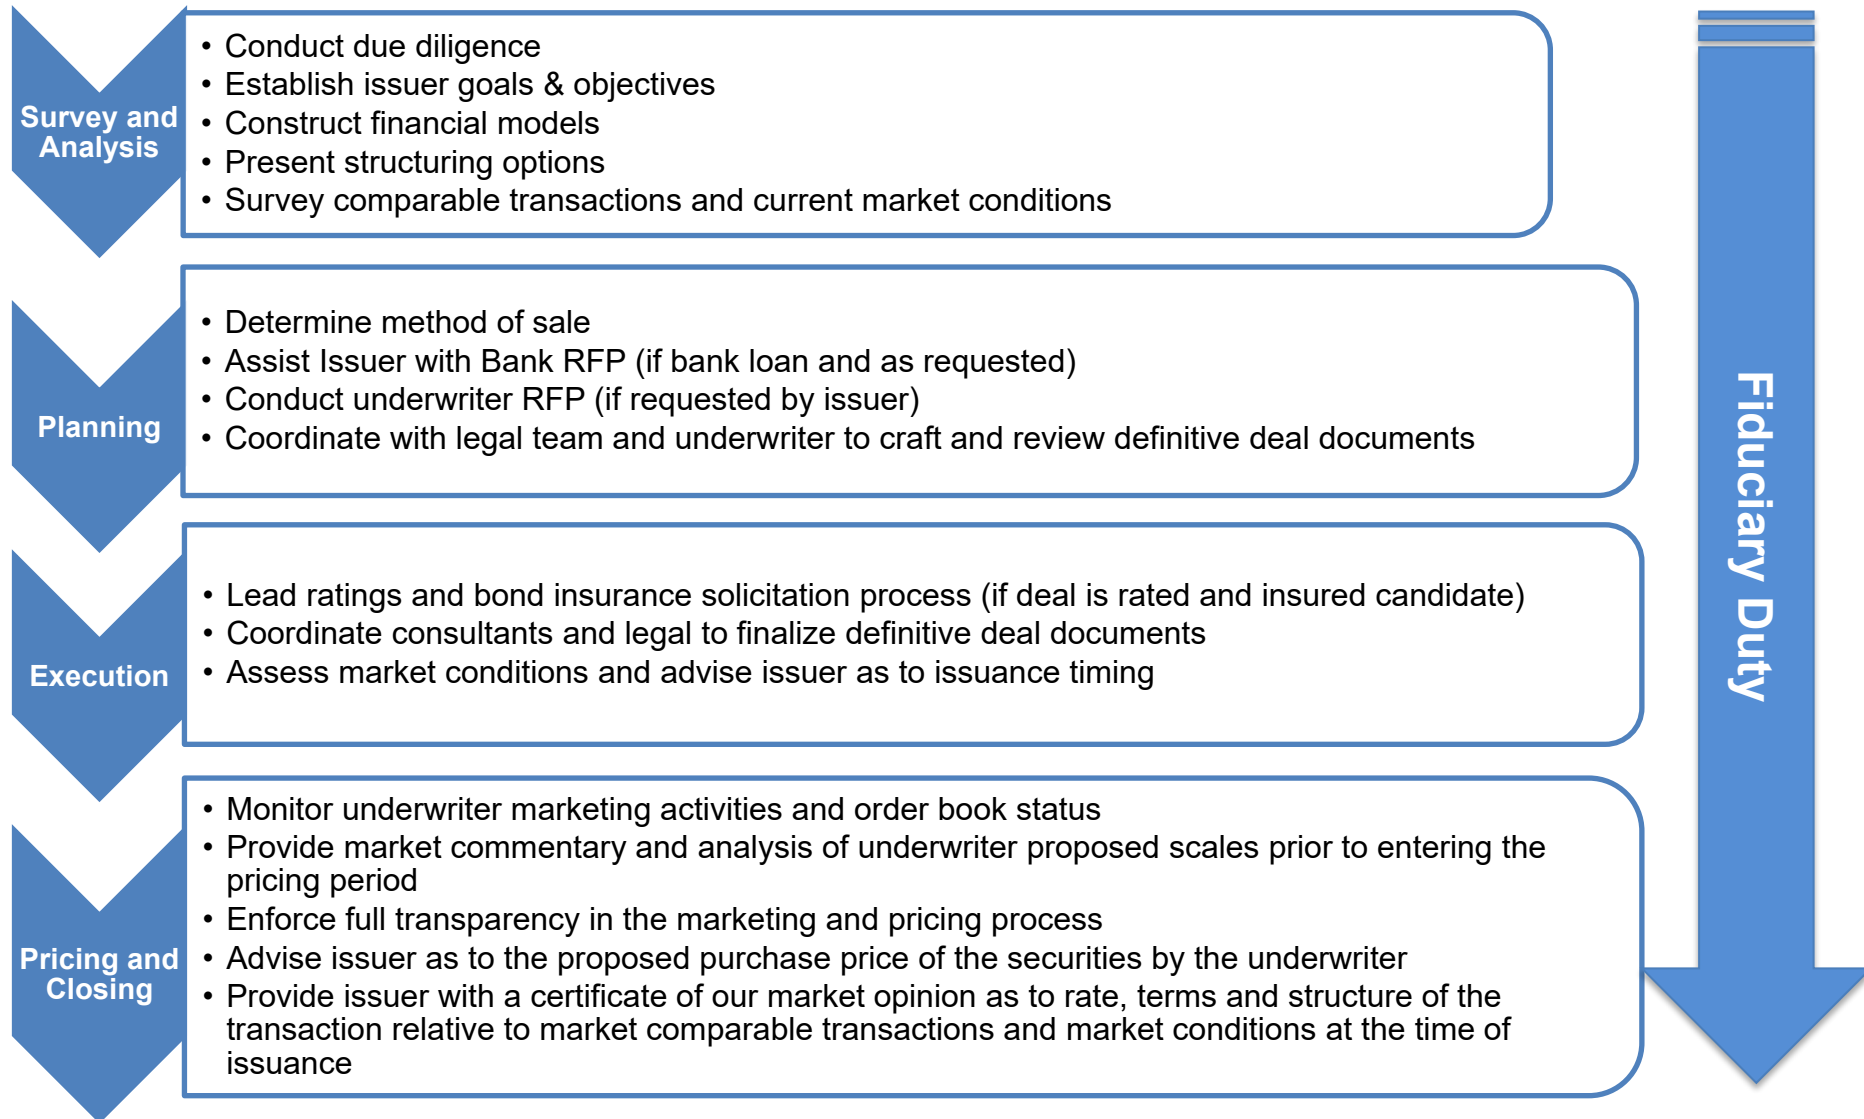 Survey and
Analysis
• Conduct due diligence
• Establish issuer goals & objectives
• Construct financial models
• Present structuring options
• Survey comparable transactions and current market conditions
Planning
• Determine method of sale
• Assist Issuer with Bank RFP (if bank loan and as requested)
• Conduct underwriter RFP (if requested by issuer)
• Coordinate with legal team and underwriter to craft and review definitive deal documents
Execution
• Lead ratings and bond insurance solicitation process (if deal is rated and insured candidate)
• Coordinate consultants and legal to finalize definitive deal documents
• Assess market conditions and advise issuer as to issuance timing
Pricing and
Closing
• Monitor underwriter marketing activities and order book status
• Provide market commentary and analysis of underwriter proposed scales prior to entering the
pricing period
• Enforce full transparency in the marketing and pricing process
• Advise issuer as to the proposed purchase price of the securities by the underwriter
• Provide issuer with a certificate of our market opinion as to rate, terms and structure of the
transaction relative to market comparable transactions and market conditions at the time of
issuance
Fiduciary Duty